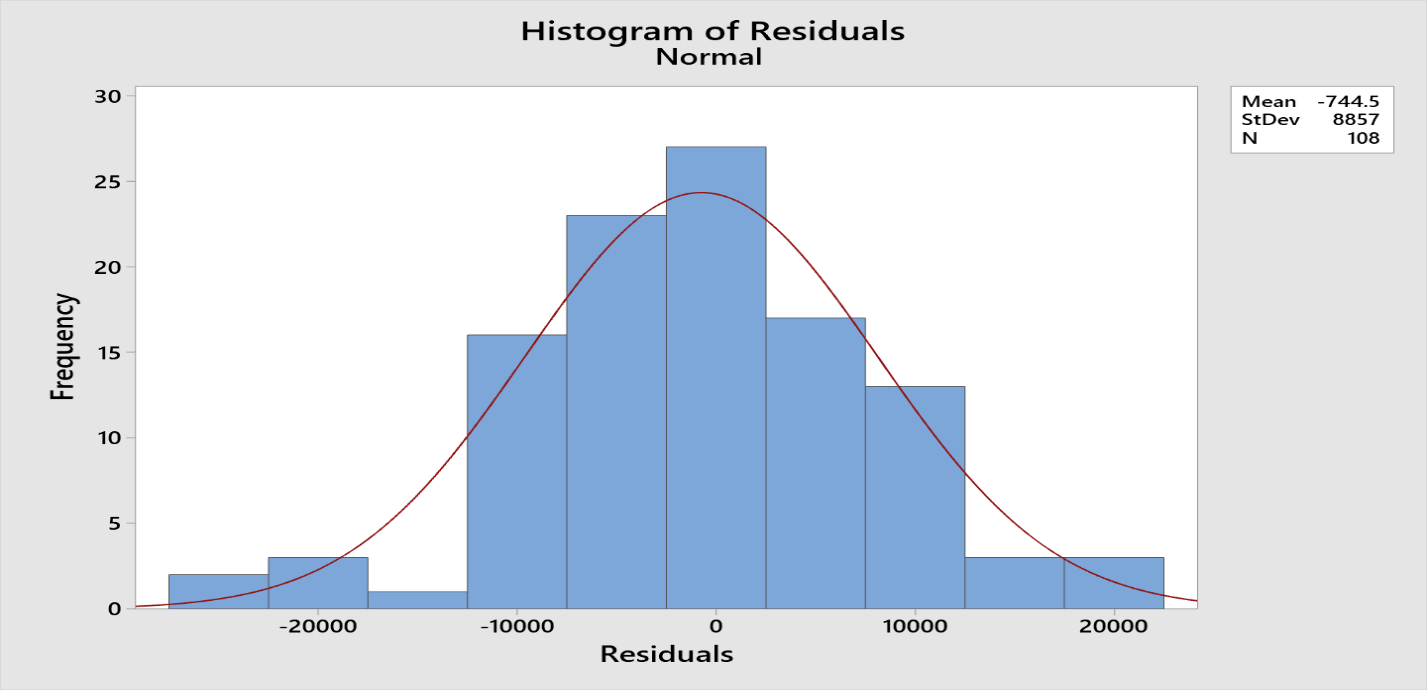 Histogram of Residuals
Normal
Mean -744.5
StDev 8857
N 108
30
25
20
15
10
5
0
Frequency
-20000 -10000 0 10000 20000
Residuals